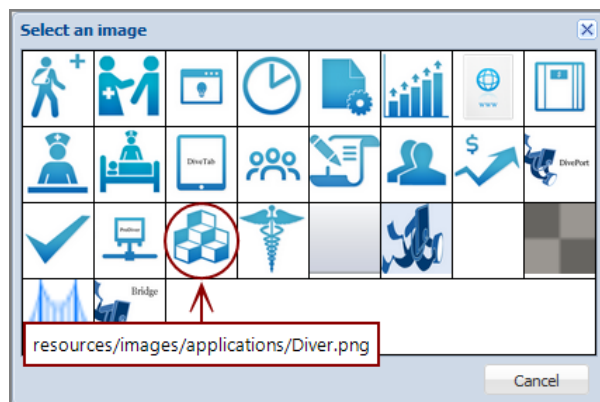 Select an image
www
DiveTab
$
DivePort
ProDiver
Bridge
resources/images/applications/Diver.png
Cancel